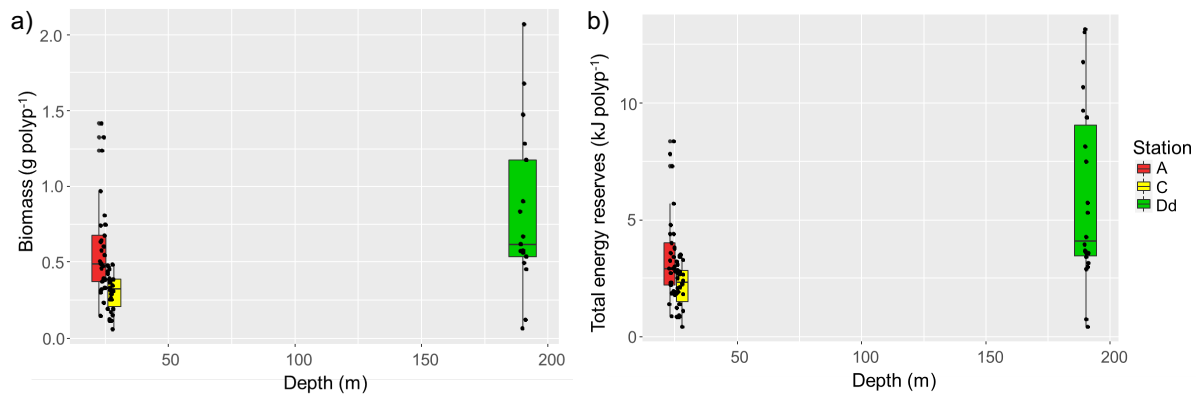 a)
Biomass (g polyp⁻¹)
2.0
1.5
1.0
0.5
0.0
50
100
150
200
Depth (m)
b)
Total energy reserves (kJ polyp⁻¹)
10
5
0
50
100
150
200
Depth (m)
Station
A
C
Dd